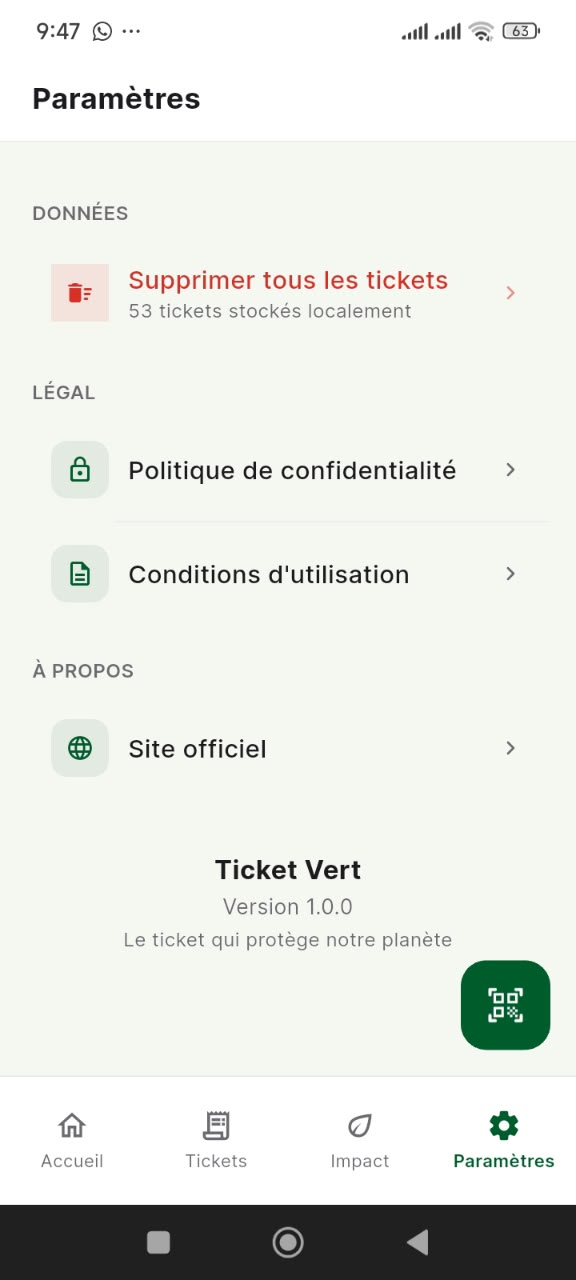 9:47
63
Paramètres
DONNÉES
Supprimer tous les tickets
53 tickets stockés localement
LÉGAL
Politique de confidentialité
Conditions d'utilisation
À PROPOS
Site officiel
Ticket Vert
Version 1.0.0
Le ticket qui protège notre planète
Accueil
Tickets
Impact
Paramètres